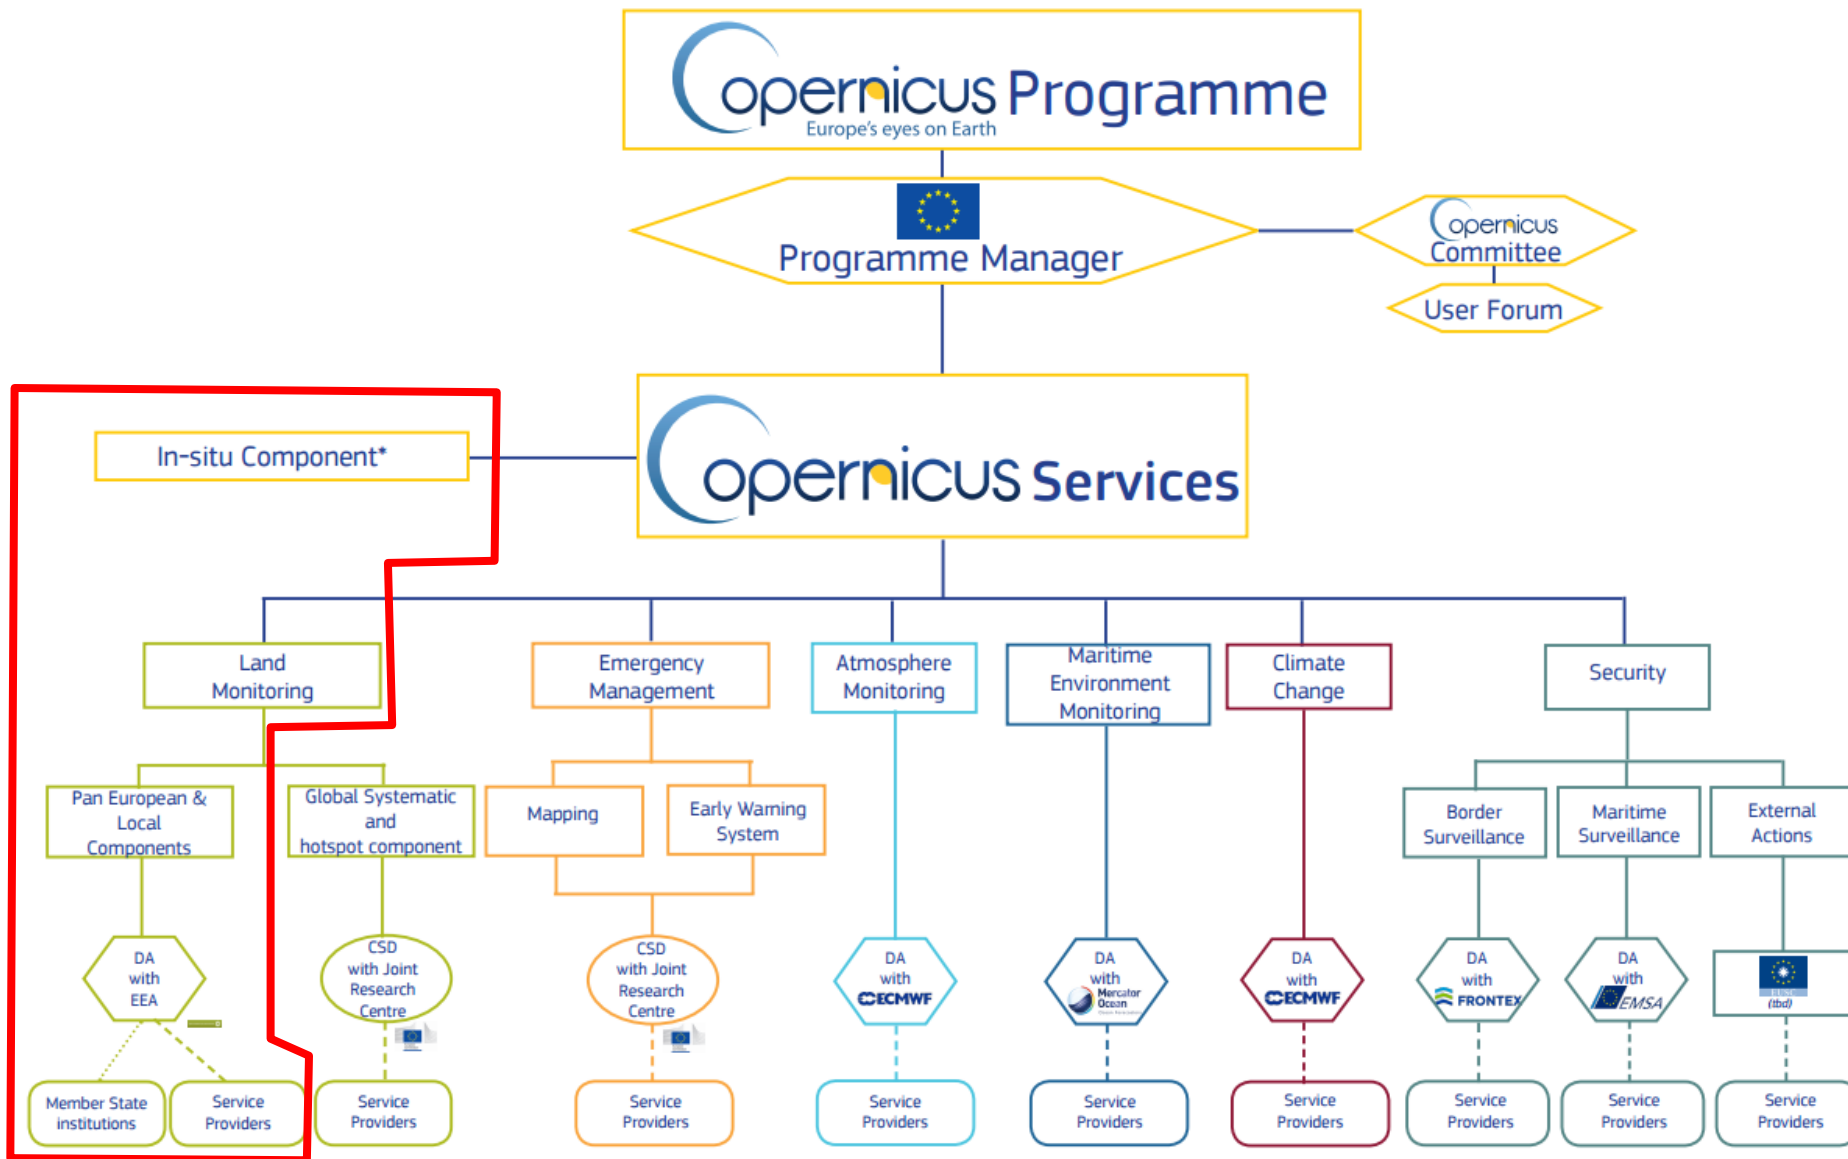 Copernicus Programme
Europe's eyes on Earth
Programme Manager
Copernicus
Committee
User Forum
In-situ Component*
Copernicus Services
Land
Monitoring
Emergency
Management
Atmosphere
Monitoring
Maritime
Environment
Monitoring
Climate
Change
Security
Pan European &
Local
Components
Global Systematic
and
hotspot component
Mapping
Early Warning
System
Border
Surveillance
Maritime
Surveillance
External
Actions
DA
with
EEA
CSD
with Joint
Research
Centre
CSD
with Joint
Research
Centre
DA
with
ECMWF
DA
with
Mercator
Ocean
DA
with
ECMWF
DA
with
FRONTEX
DA
with
EMSA
(tbd)
Member State
institutions
Service
Providers
Service
Providers
Service
Providers
Service
Providers
Service
Providers
Service
Providers
Service
Providers
Service
Providers
Service
Providers